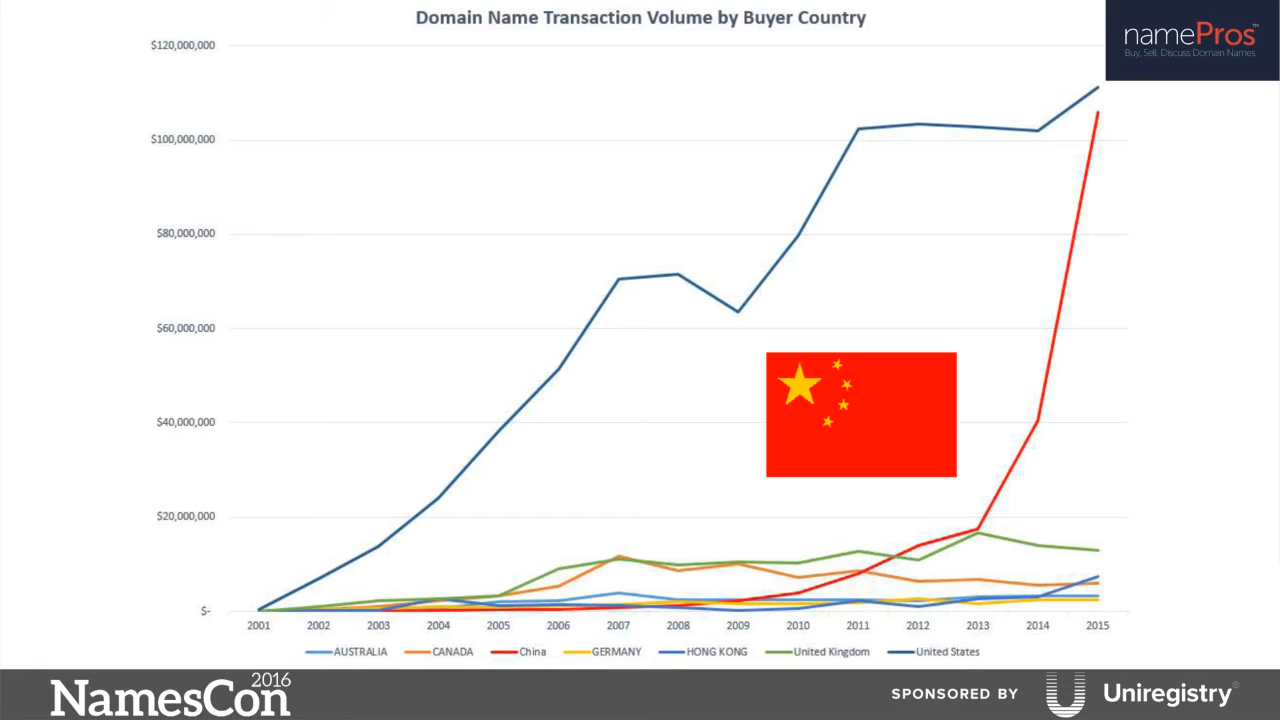 Domain Name Transaction Volume by Buyer Country
namePros™
Buy, Sell, Discuss Domain Names
$120,000,000
$100,000,000
$80,000,000
$60,000,000
$40,000,000
$20,000,000
$-
2001 2002 2003 2004 2005 2006 2007 2008 2009 2010 2011 2012 2013 2014 2015
AUSTRALIA CANADA China GERMANY HONG KONG United Kingdom United States
NamesCon 2016
SPONSORED BY Uniregistry®